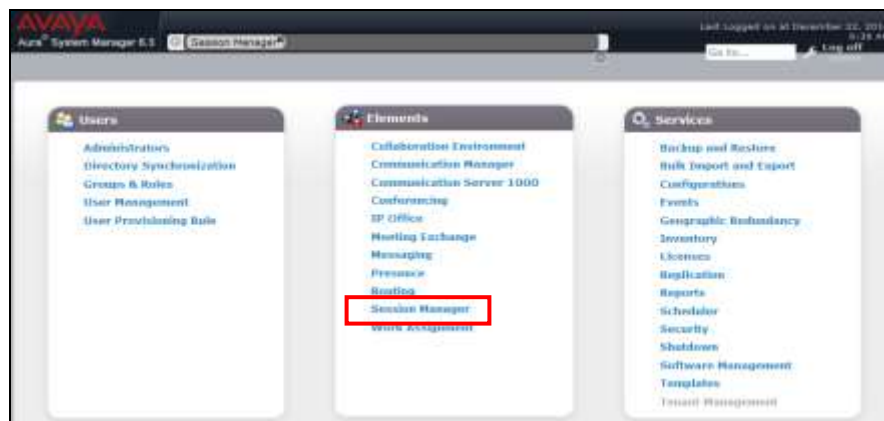 AVAYA
Last Logged on at December 22, 201
Aura® System Manager 6.3
Session Manager
Go to...
Log off
Users
Administrators
Directory Synchronization
Groups & Roles
User Management
User Provisioning Rule
Elements
Collaboration Environment
Communication Manager
Communication Server 1000
Conferencing
IP Office
Meeting Exchange
Messaging
Presence
Routing
Session Manager
Work Assignment
Services
Backup and Restore
Bulk Import and Export
Configurations
Events
Geographic Redundancy
Inventory
Licenses
Replication
Reports
Scheduler
Security
Shutdown
Software Management
Templates
Tenant Management